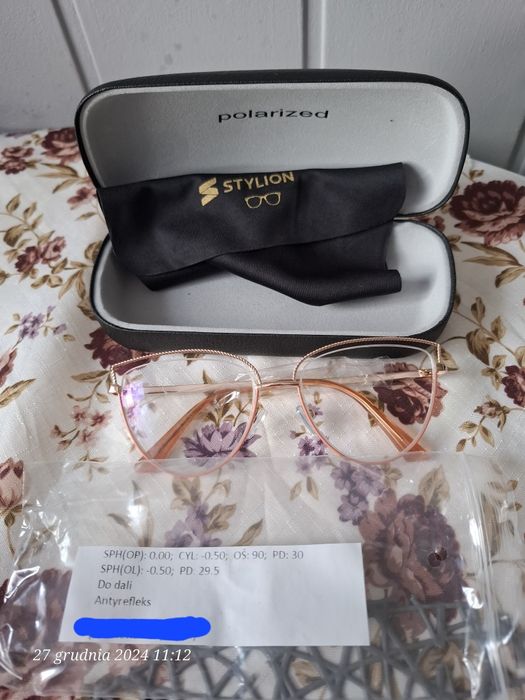 polarized
STYLION
SPH(OP): 0.00; CYL: -0.50; OŚ: 90; PD: 30
SPH(OL): -0.50; PD: 29.5
Do dali
Antyrefleks
27 grudnia 2024 11:12